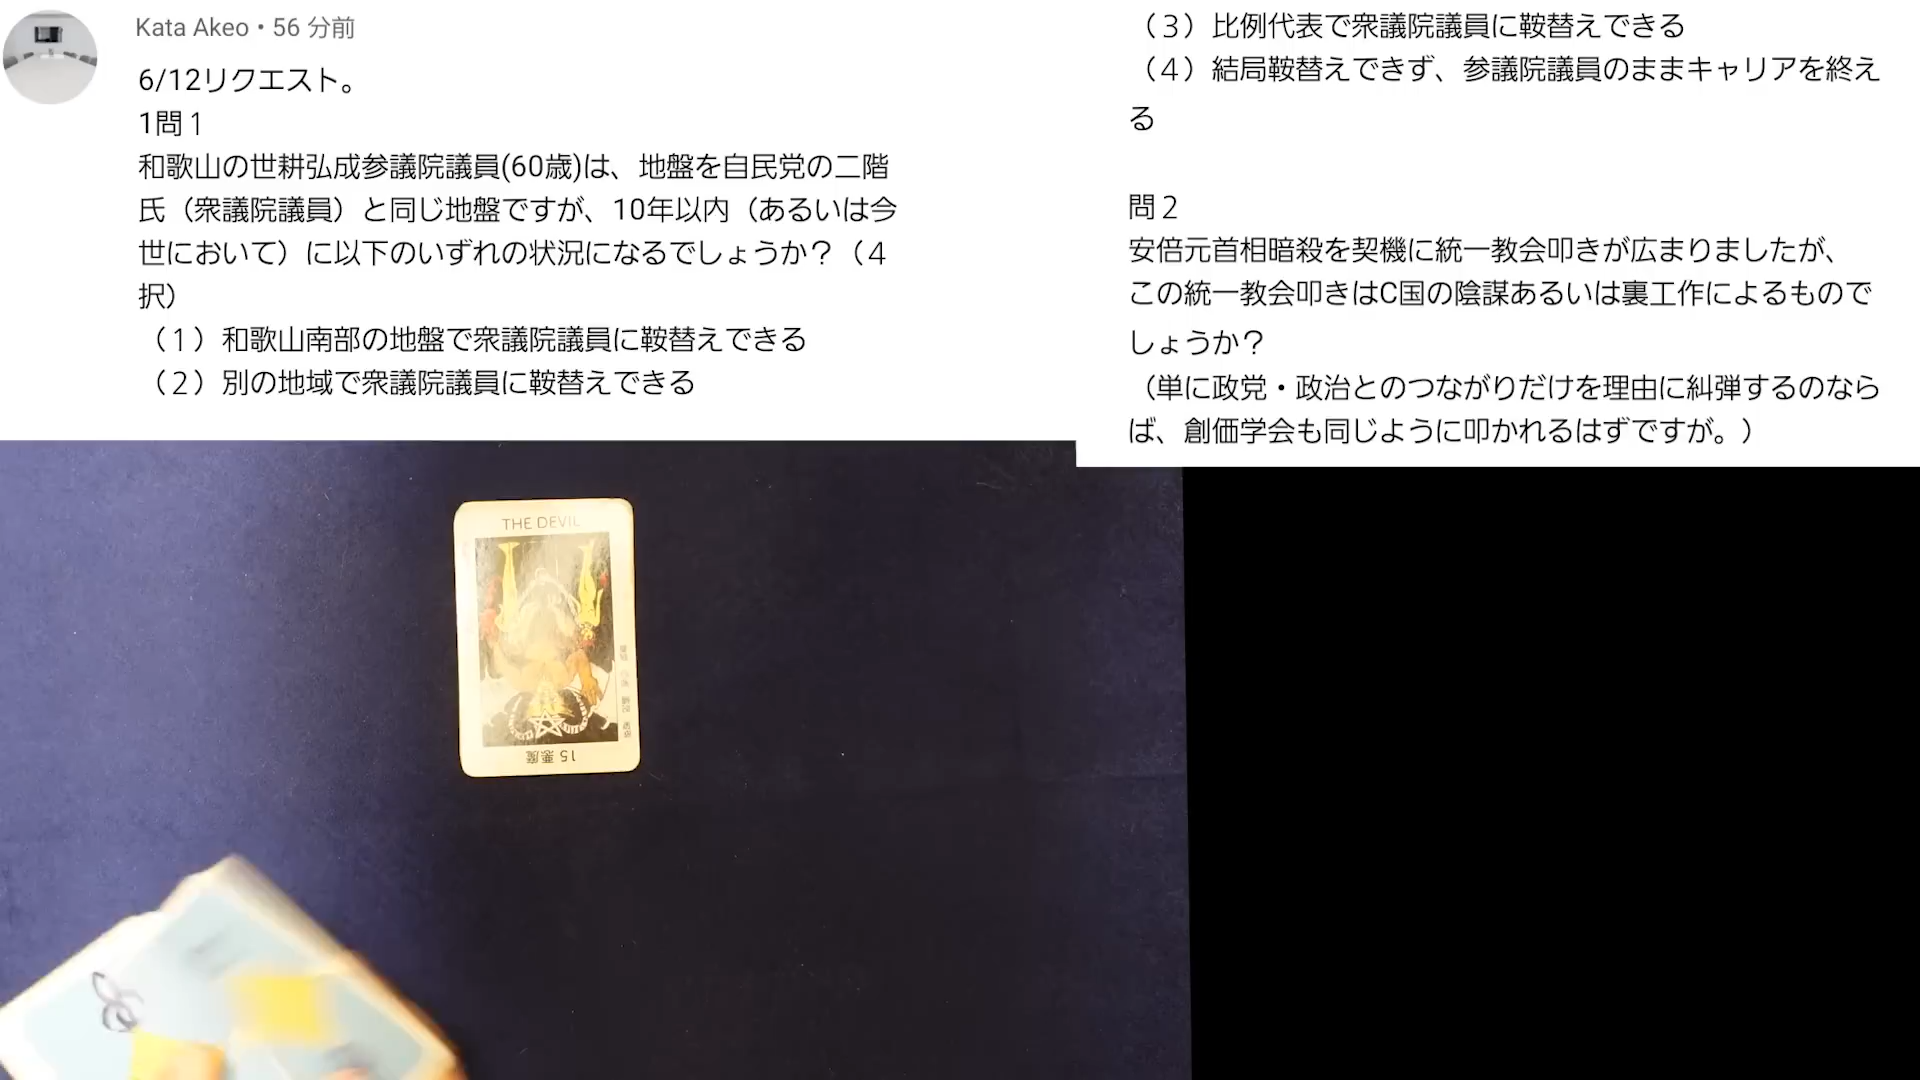 Kata Akeo • 56 分前
6/12リクエスト。
1問１
和歌山の世耕弘成参議院議員(60歳)は、地盤を自民党の二階
氏（衆議院議員）と同じ地盤ですが、10年以内（あるいは今
世において）に以下のいずれの状況になるでしょうか？（４
択）
（１）和歌山南部の地盤で衆議院議員に鞍替えできる
（２）別の地域で衆議院議員に鞍替えできる
（３）比例代表で衆議院議員に鞍替えできる
（４）結局鞍替えできず、参議院議員のままキャリアを終え
る
問２
安倍元首相暗殺を契機に統一教会叩きが広まりましたが、
この統一教会叩きはC国の陰謀あるいは裏工作によるもので
しょうか？
（単に政党・政治とのつながりだけを理由に糾弾するのなら
ば、創価学会も同じように叩かれるはずですが。）
THE DEVIL
15 悪魔